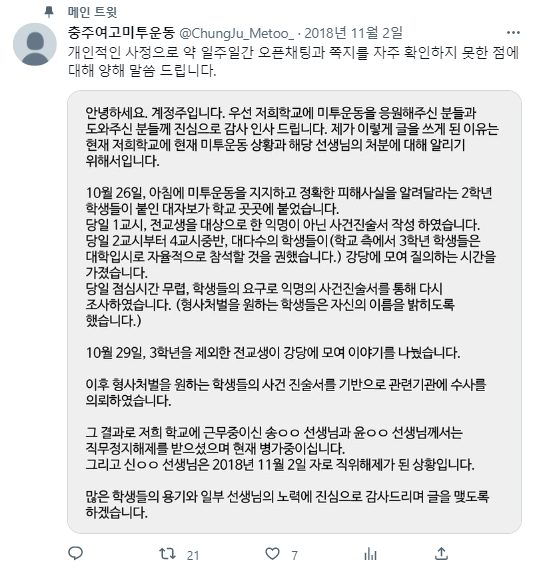 메인 트윗
충주여고미투운동 @ChungJu_Metoo_ · 2018년 11월 2일
개인적인 사정으로 약 일주일간 오픈채팅과 쪽지를 자주 확인하지 못한 점에
대해 양해 말씀 드립니다.
안녕하세요. 계정주입니다. 우선 저희학교에 미투운동을 응원해주신 분들과
도와주신 분들께 진심으로 감사 인사 드립니다. 제가 이렇게 글을 쓰게 된 이유는
현재 저희학교에 현재 미투운동 상황과 해당 선생님의 처분에 대해 알리기
위해서입니다.
10월 26일, 아침에 미투운동을 지지하고 정확한 피해사실을 알려달라는 2학년
학생들이 붙인 대자보가 학교 곳곳에 붙었습니다.
당일 1교시, 전교생을 대상으로 한 익명이 아닌 사건진술서 작성 하였습니다.
당일 2교시부터 4교시중반, 대다수의 학생들이(학교 측에서 3학년 학생들은
대학입시로 자율적으로 참석할 것을 권했습니다.) 강당에 모여 질의하는 시간을
가졌습니다.
당일 점심시간 무렵, 학생들의 요구로 익명의 사건진술서를 통해 다시
조사하였습니다. (형사처벌을 원하는 학생들은 자신의 이름을 밝히도록
했습니다.)
10월 29일, 3학년을 제외한 전교생이 강당에 모여 이야기를 나눴습니다.
이후 형사처벌을 원하는 학생들의 사건 진술서를 기반으로 관련기관에 수사를
의뢰하였습니다.
그 결과로 저희 학교에 근무중이신 송ㅇㅇ 선생님과 윤ㅇㅇ 선생님께서는
직무정지해제를 받으셨으며 현재 병가중이십니다.
그리고 신ㅇㅇ 선생님은 2018년 11월 2일 자로 직위해제가 된 상황입니다.
많은 학생들의 용기와 일부 선생님의 노력에 진심으로 감사드리며 글을 맺도록
하겠습니다.
21 7